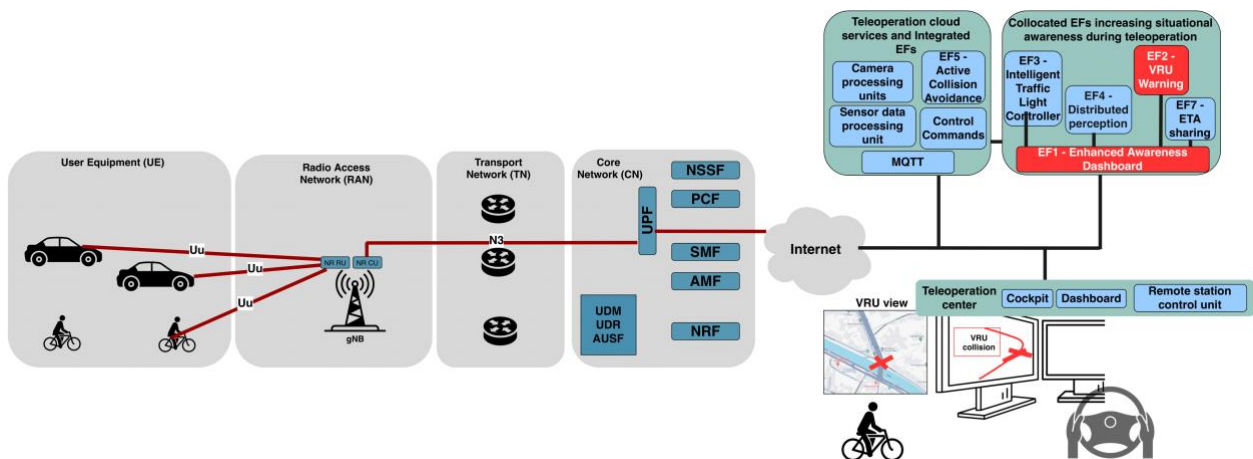 User Equipment (UE)
Uu
Uu
Uu
Radio Access
Network (RAN)
NR RU
NR CU
gNB
Transport
Network (TN)
N3
Core
Network (CN)
NSSF
PCF
UPF
SMF
AMF
UDM
UDR
AUSF
NRF
Internet
Teleoperation cloud
services and Integrated
EFs
Camera
processing
units
EF5 -
Active
Collision
Avoidance
Sensor data
processing
unit
Control
Commands
MQTT
Collocated EFs increasing situational
awareness during teleoperation
EF3 -
Intelligent
Traffic
Light
Controller
EF4 -
Distributed
perception
EF2 -
VRU
Warning
EF7 -
ETA
sharing
EF1 - Enhanced Awareness
Dashboard
Teleoperation
center
Cockpit
Dashboard
Remote station
control unit
VRU view
VRU
collision